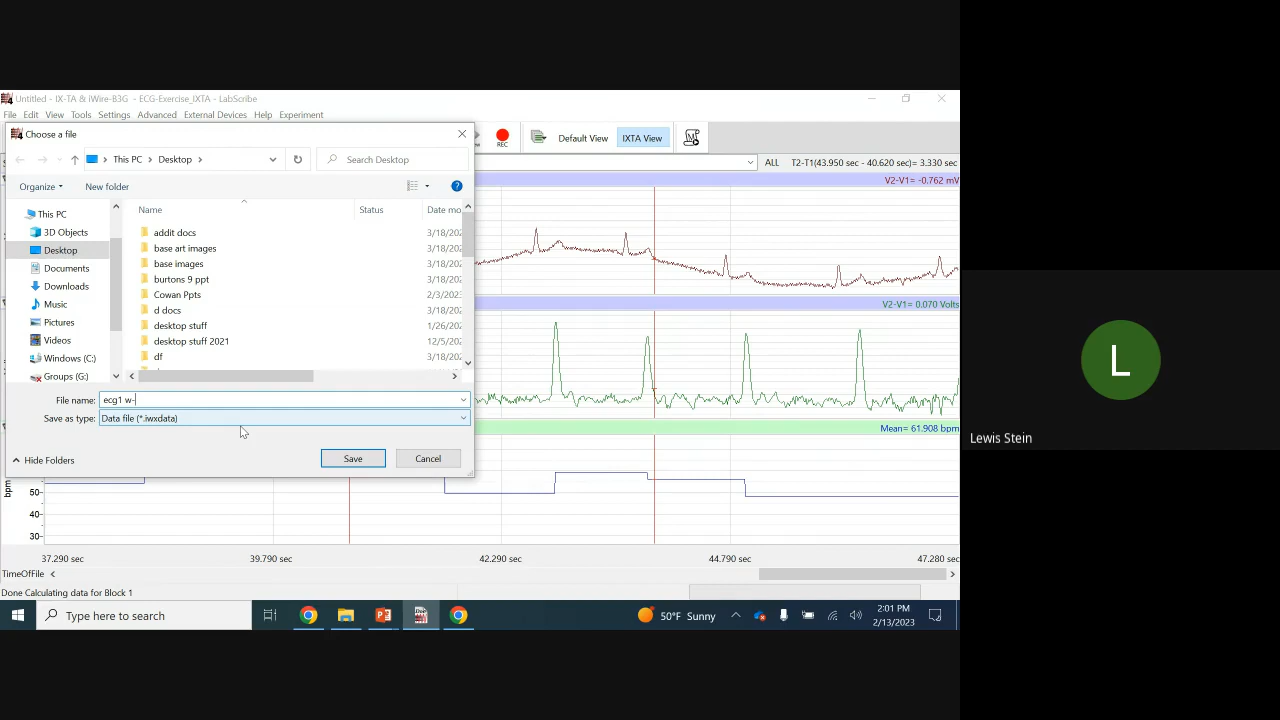 Untitled - IX-TA & iWire-B3G - ECG-Exercise_IXTA - LabScribe
File Edit View Tools Settings Advanced External Devices Help Experiment
Choose a file
REC Default View IXTA View
This PC > Desktop > Search Desktop
ALL T2-T1(43.950 sec - 40.620 sec)= 3.330 sec
Organize New folder
V2-V1= -0.762 mV
Name Status Date mo
This PC
3D Objects
Desktop
Documents
Downloads
Music
Pictures
Videos
Windows (C:)
Groups (G:)
addit docs 3/18/202
base art images 3/18/202
base images 3/18/202
burtons 9 ppt 3/18/202
Cowan Ppts 2/3/2023
d docs 3/18/202
desktop stuff 1/26/202
desktop stuff 2021 12/5/202
df 3/18/202
V2-V1= 0.070 Volts
File name: ecg1 w-
Save as type: Data file (*.iwxdata)
Mean= 61.908 bpm
Hide Folders Save Cancel
bpm
50
40
30
37.290 sec 39.790 sec 42.290 sec 44.790 sec 47.280 sec
TimeOfFile
Done Calculating data for Block 1
Type here to search
50°F Sunny
2:01 PM
2/13/2023
L
Lewis Stein